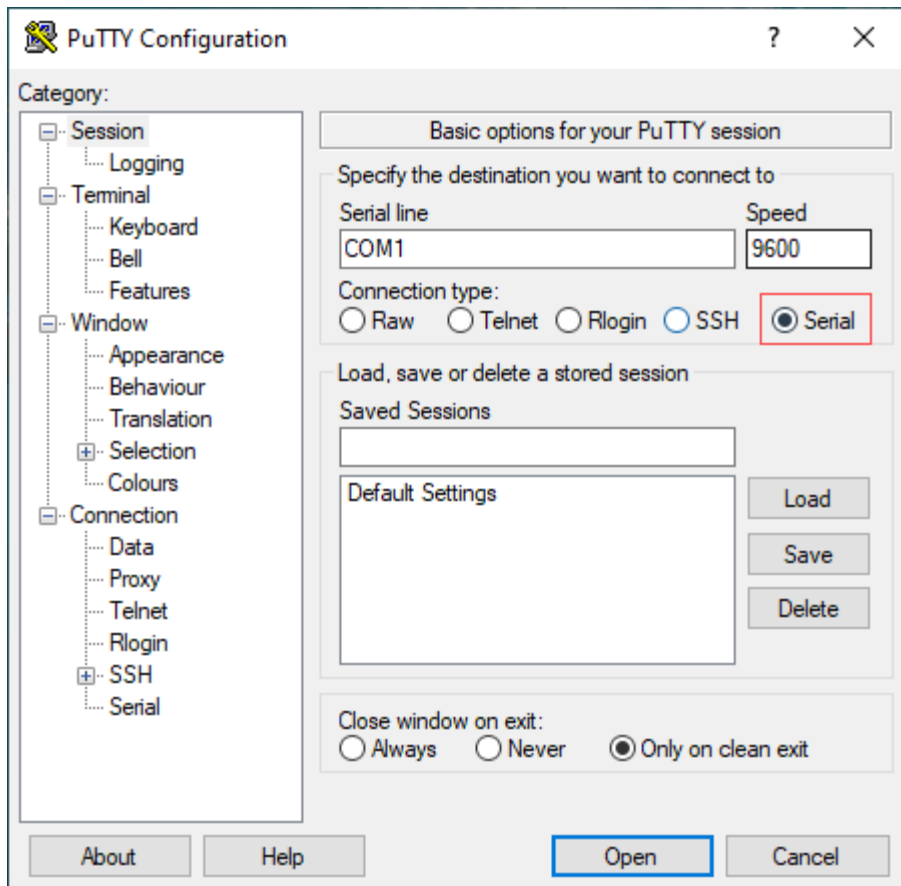 PuTTY Configuration
?
Category:
Session
Logging
Terminal
Keyboard
Bell
Features
Window
Appearance
Behaviour
Translation
Selection
Colours
Connection
Data
Proxy
Telnet
Rlogin
SSH
Serial
Basic options for your PuTTY session
Specify the destination you want to connect to
Serial line Speed
COM1 9600
Connection type:
Raw Telnet Rlogin SSH Serial
Load, save or delete a stored session
Saved Sessions
Default Settings
Load
Save
Delete
Close window on exit:
Always Never Only on clean exit
About Help Open Cancel